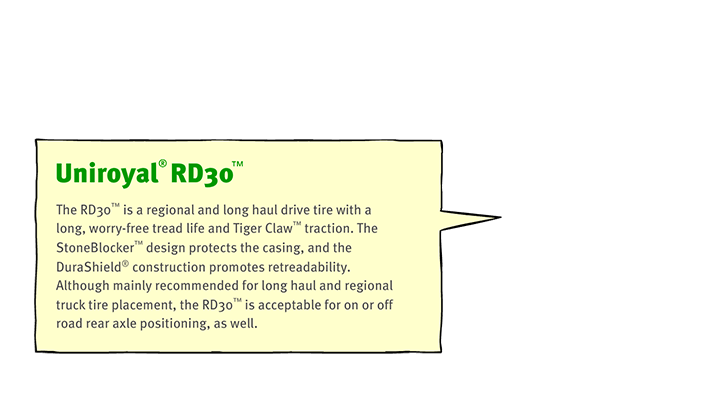 Uniroyal® RD30™
The RD30™ is a regional and long haul drive tire with a
long, worry-free tread life and Tiger Claw™ traction. The
StoneBlocker™ design protects the casing, and the
DuraShield® construction promotes retreadability.
Although mainly recommended for long haul and regional
truck tire placement, the RD30™ is acceptable for on or off
road rear axle positioning, as well.